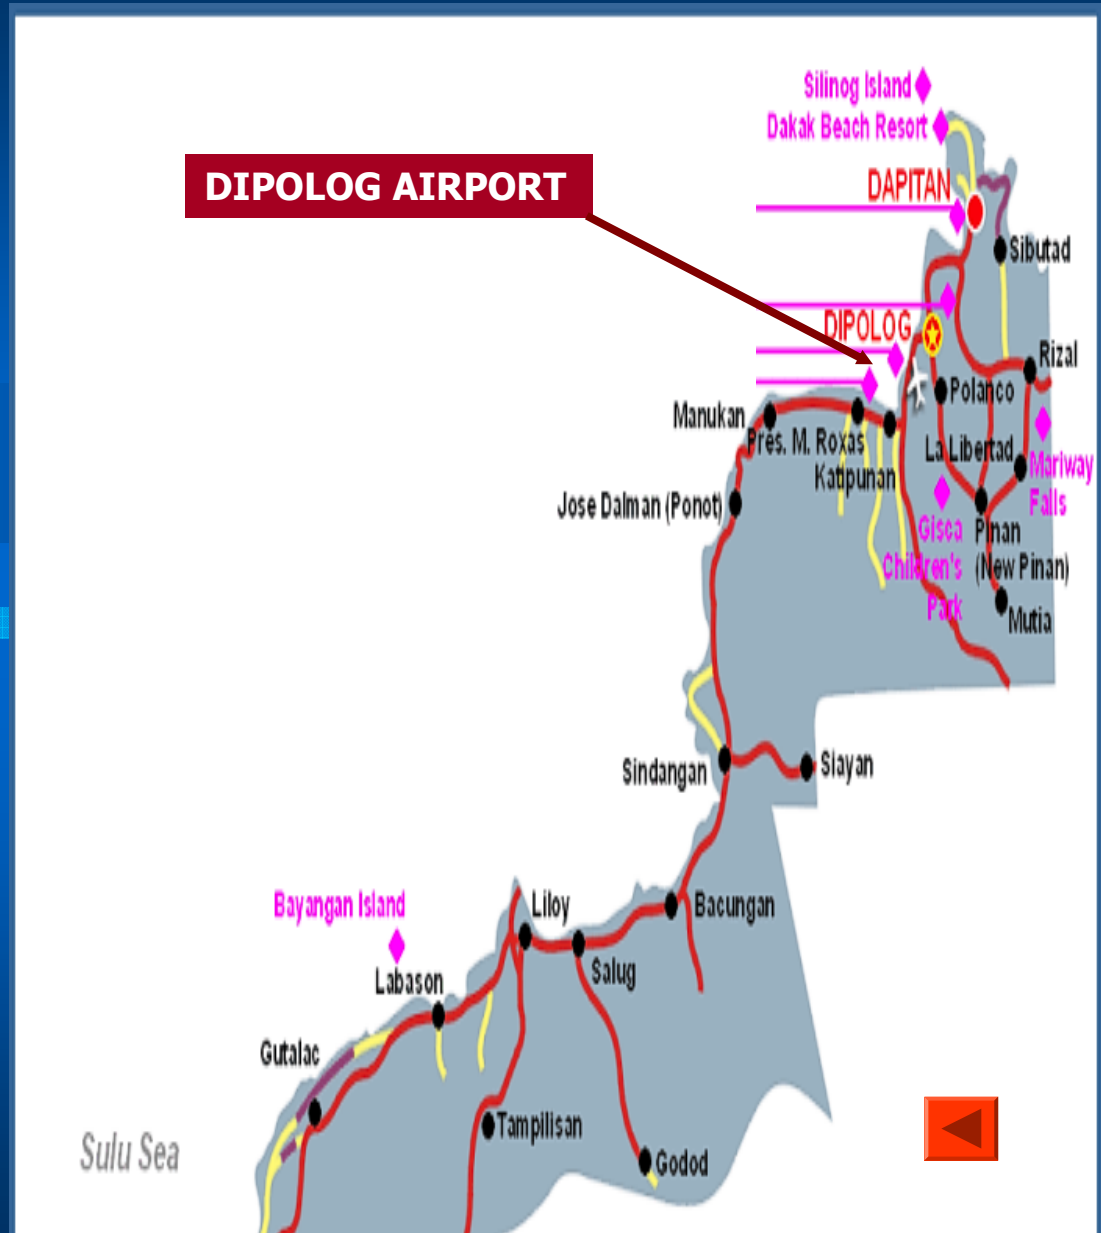 Silinog Island
Dakak Beach Resort
DIPOLOG AIRPORT
DAPITAN
Sibutad
DIPOLOG
Rizal
Polanco
Manukan
Pres. M. Roxas
La Libertad
Katipunan
Mariway
Falls
Jose Dalman (Ponot)
Gisca
Children's
Park
Pinan
(New Pinan)
Mutia
Sindangan
Siayan
Bayangan Island
Liloy
Bacungan
Labason
Salug
Gutalac
Tampilisan
Godod
Sulu Sea